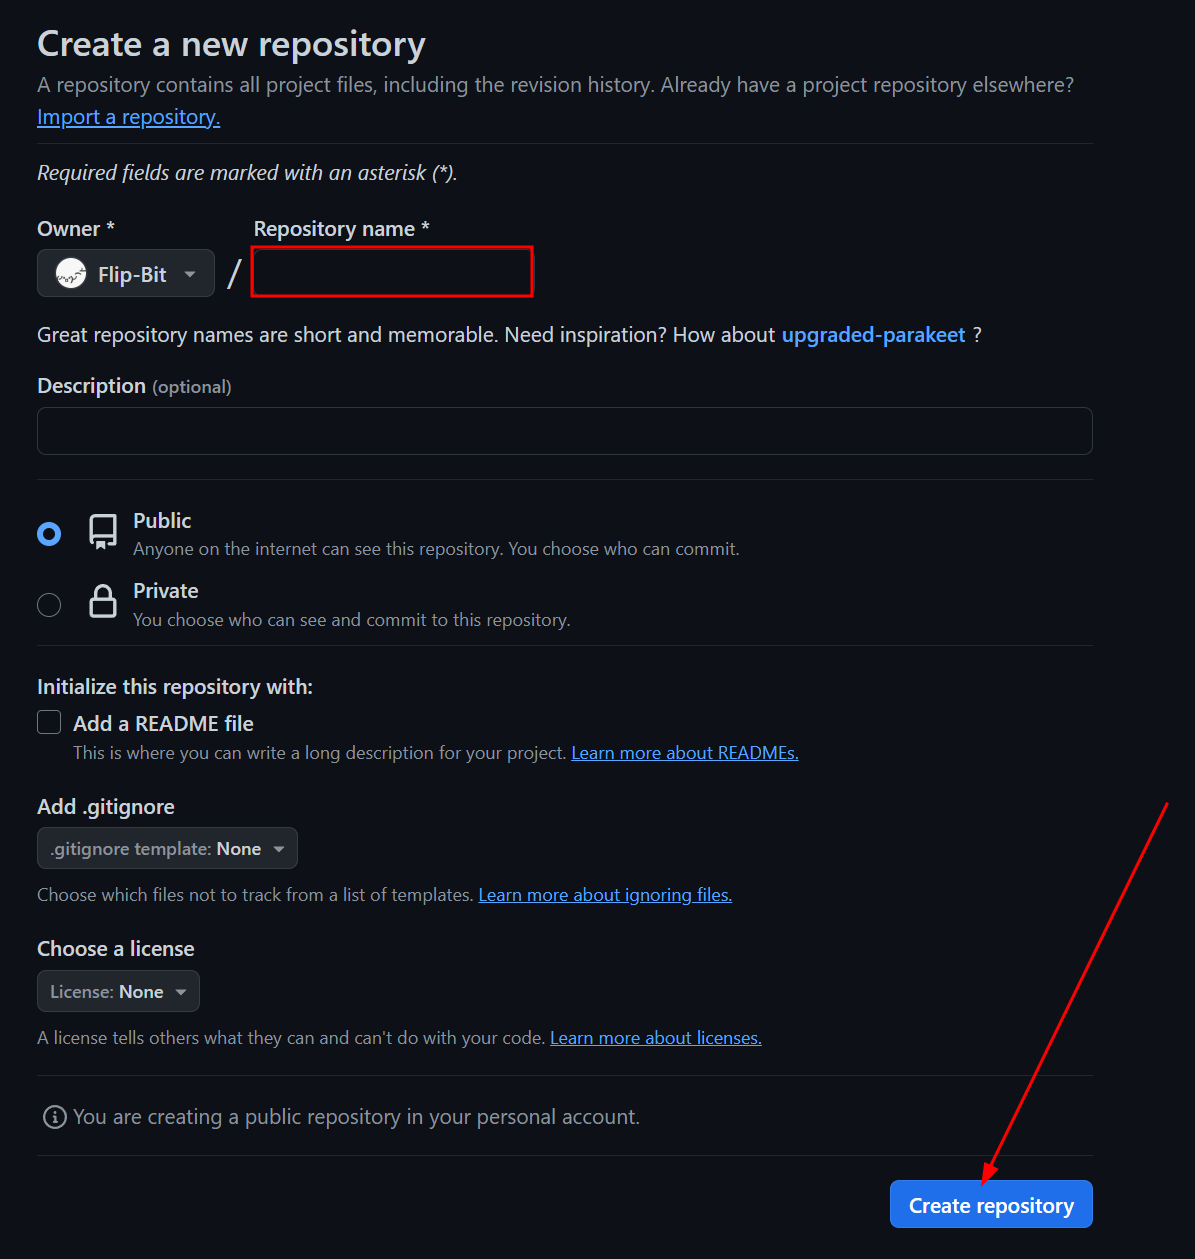 Create a new repository
A repository contains all project files, including the revision history. Already have a project repository elsewhere?
Import a repository.
Required fields are marked with an asterisk (*).
Owner * Repository name *
Flip-Bit /
Great repository names are short and memorable. Need inspiration? How about upgraded-parakeet ?
Description (optional)
Public
Anyone on the internet can see this repository. You choose who can commit.
Private
You choose who can see and commit to this repository.
Initialize this repository with:
Add a README file
This is where you can write a long description for your project. Learn more about READMEs.
Add .gitignore
.gitignore template: None
Choose which files not to track from a list of templates. Learn more about ignoring files.
Choose a license
License: None
A license tells others what they can and can't do with your code. Learn more about licenses.
You are creating a public repository in your personal account.
Create repository